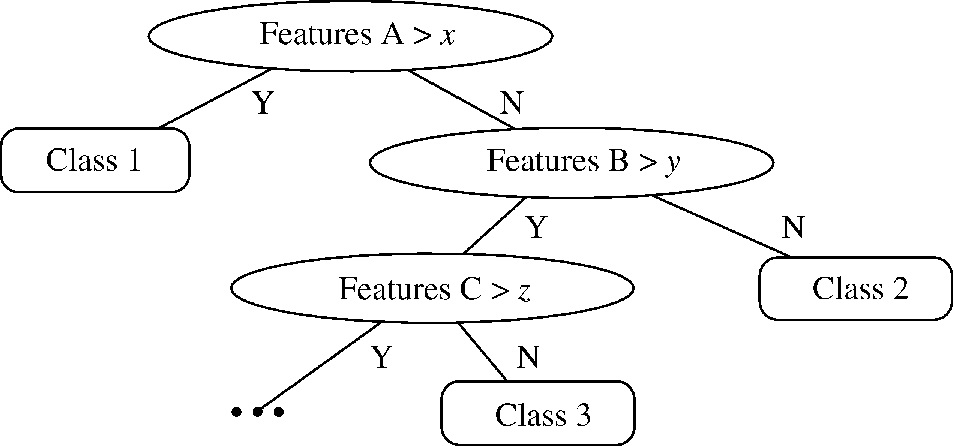 Features A > x
Y
N
Class 1
Features B > y
Y
N
Features C > z
Class 2
Y
N
•••
Class 3